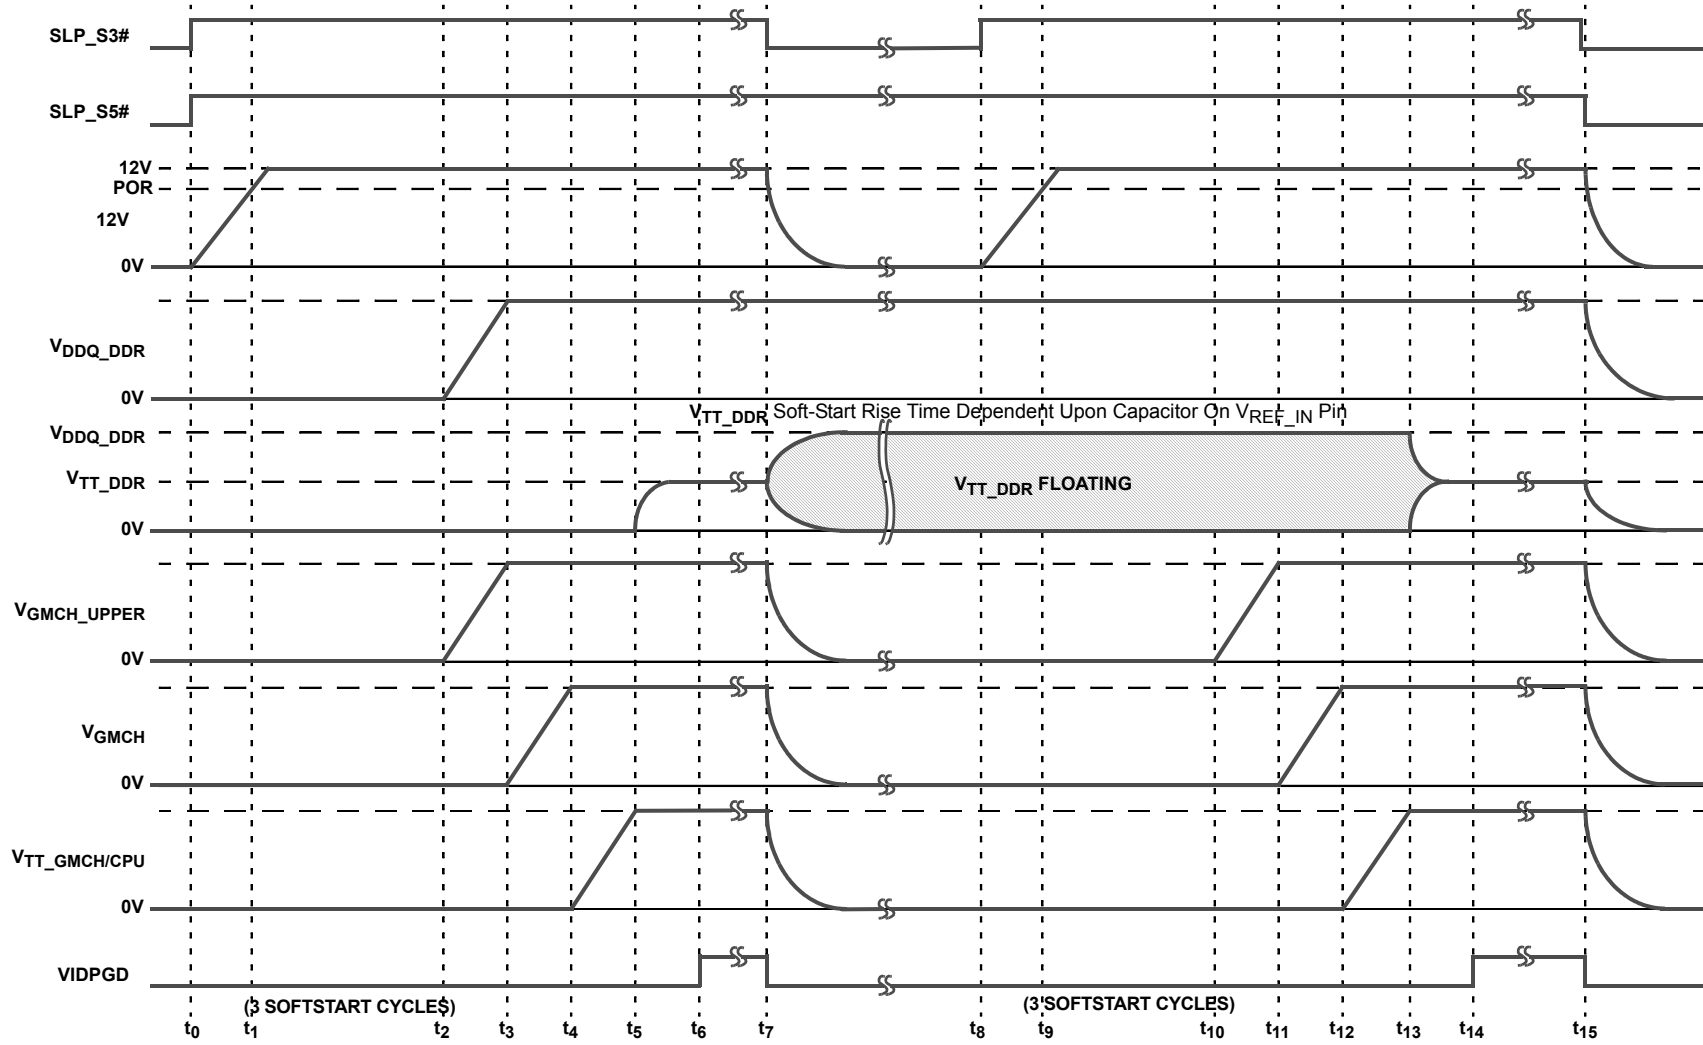 SLP_S3#
SLP_S5#
12V
POR
12V
0V
VDDQ_DDR
0V
VTT_DDR Soft-Start Rise Time Dependent Upon Capacitor On VREF_IN Pin
VDDQ_DDR
VTT_DDR
VTT_DDR FLOATING
0V
VGMCH_UPPER
0V
VGMCH
0V
VTT_GMCH/CPU
0V
VIDPGD
(3 SOFTSTART CYCLES) (3 SOFTSTART CYCLES)
t0 t1 t2 t3 t4 t5 t6 t7 t8 t9 t10 t11 t12 t13 t14 t15